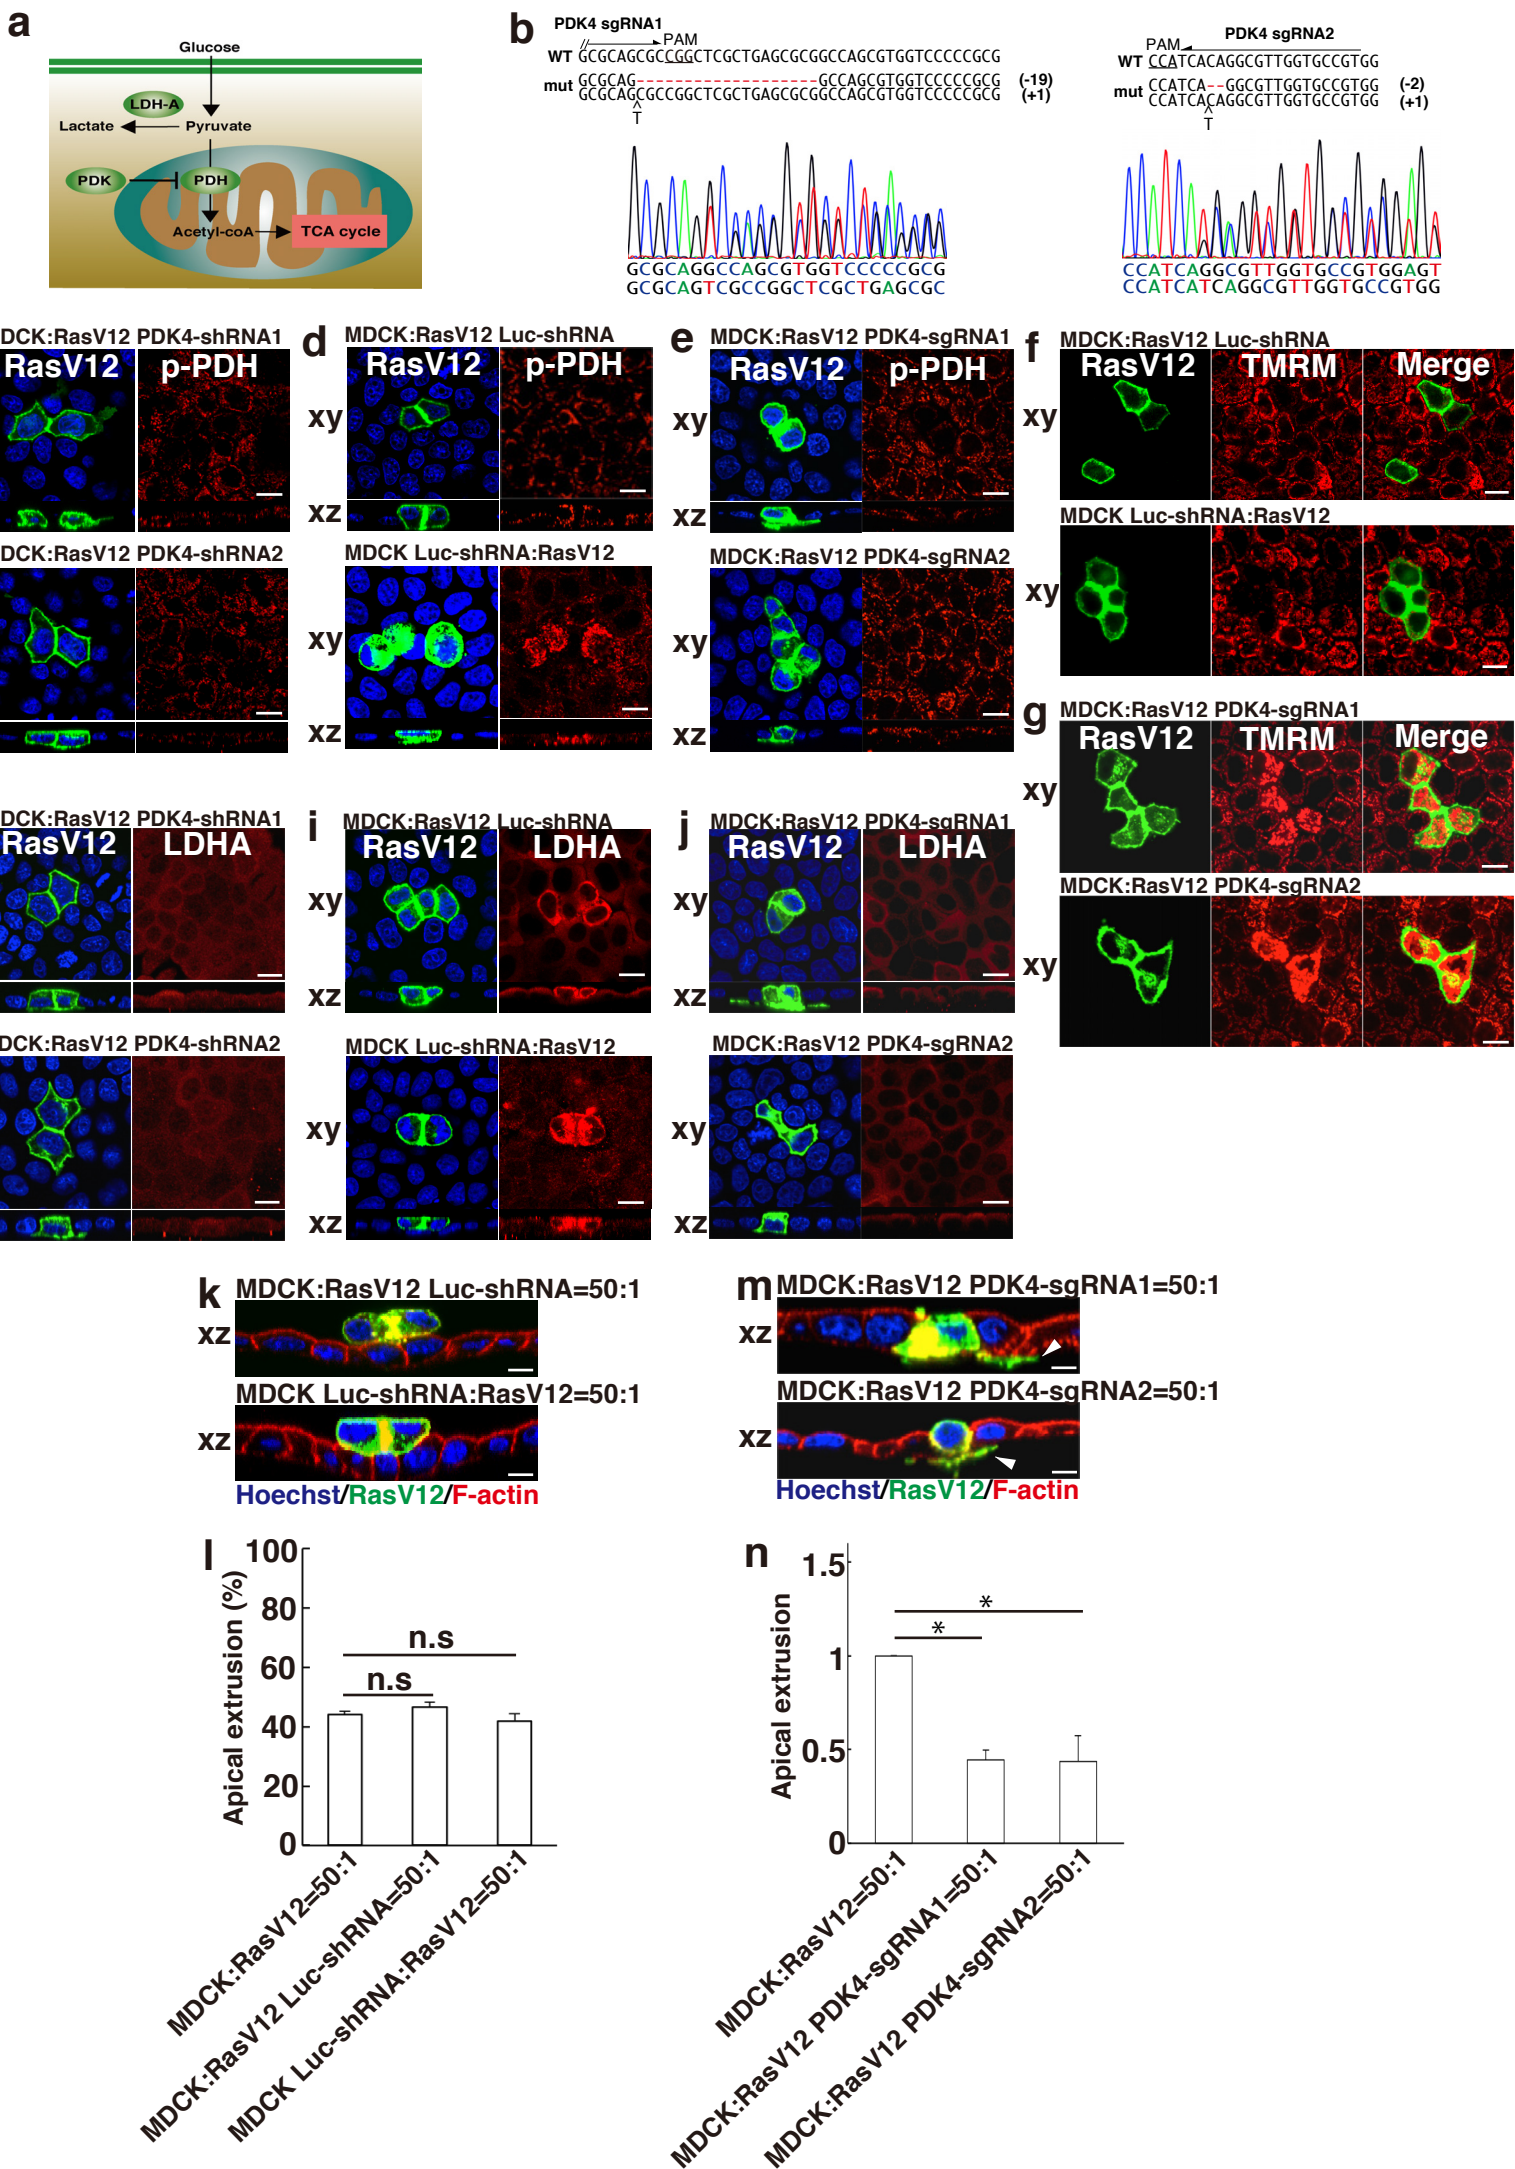 a
Glucose
LDH-A
Lactate
Pyruvate
PDK
PDH
Acetyl-coA
TCA cycle
b
PDK4 sgRNA1
PAM
WT GCGCAGCGCCGGCTCGCTGAGCGCGGCCAGCGTGGTCCCCCGCG
mut
GCGCAG-------------------GCCAGCGTGGTCCCCCGCG (-19)
GCGCAGCGCCGGCTCGCTGAGCGCGGCCAGCGTGGTCCCCCGCG (+1)
T
GCGCAGGCCAGCGTGGTCCCCCGCG
GCGCAGTCGCCGGCTCGCTGAGCGC
PDK4 sgRNA2
PAM
WT CCATCACAGGCGTTGGTGCCGTGG
mut
CCATCA--GGCGTTGGTGCCGTGG (-2)
CCATCACAGGCGTTGGTGCCGTGG (+1)
T
CCATCAGGCGTTGGTGCCGTGGAGT
CCATCATCAGGCGTTGGTGCCGTGG
DCK:RasV12 PDK4-shRNA1
RasV12 p-PDH
DCK:RasV12 PDK4-shRNA2
d
MDCK:RasV12 Luc-shRNA
RasV12 p-PDH
xy
xz
MDCK Luc-shRNA:RasV12
xy
xz
e
MDCK:RasV12 PDK4-sgRNA1
RasV12 p-PDH
xy
xz
MDCK:RasV12 PDK4-sgRNA2
xy
xz
f
MDCK:RasV12 Luc-shRNA
RasV12 TMRM Merge
xy
MDCK Luc-shRNA:RasV12
xy
g
MDCK:RasV12 PDK4-sgRNA1
RasV12 TMRM Merge
xy
MDCK:RasV12 PDK4-sgRNA2
xy
DCK:RasV12 PDK4-shRNA1
RasV12 LDHA
DCK:RasV12 PDK4-shRNA2
i
MDCK:RasV12 Luc-shRNA
RasV12 LDHA
xy
xz
MDCK Luc-shRNA:RasV12
xy
xz
j
MDCK:RasV12 PDK4-sgRNA1
RasV12 LDHA
xy
xz
MDCK:RasV12 PDK4-sgRNA2
xy
xz
k
MDCK:RasV12 Luc-shRNA=50:1
xz
MDCK Luc-shRNA:RasV12=50:1
xz
Hoechst/RasV12/F-actin
m
MDCK:RasV12 PDK4-sgRNA1=50:1
xz
MDCK:RasV12 PDK4-sgRNA2=50:1
xz
Hoechst/RasV12/F-actin
l
Apical extrusion (%)
100
80
60
40
20
0
n.s
n.s
MDCK:RasV12=50:1
MDCK:RasV12 Luc-shRNA=50:1
MDCK Luc-shRNA:RasV12=50:1
n
Apical extrusion
1.5
1
0.5
0
*
*
MDCK:RasV12=50:1
MDCK:RasV12 PDK4-sgRNA1=50:1
MDCK:RasV12 PDK4-sgRNA2=50:1